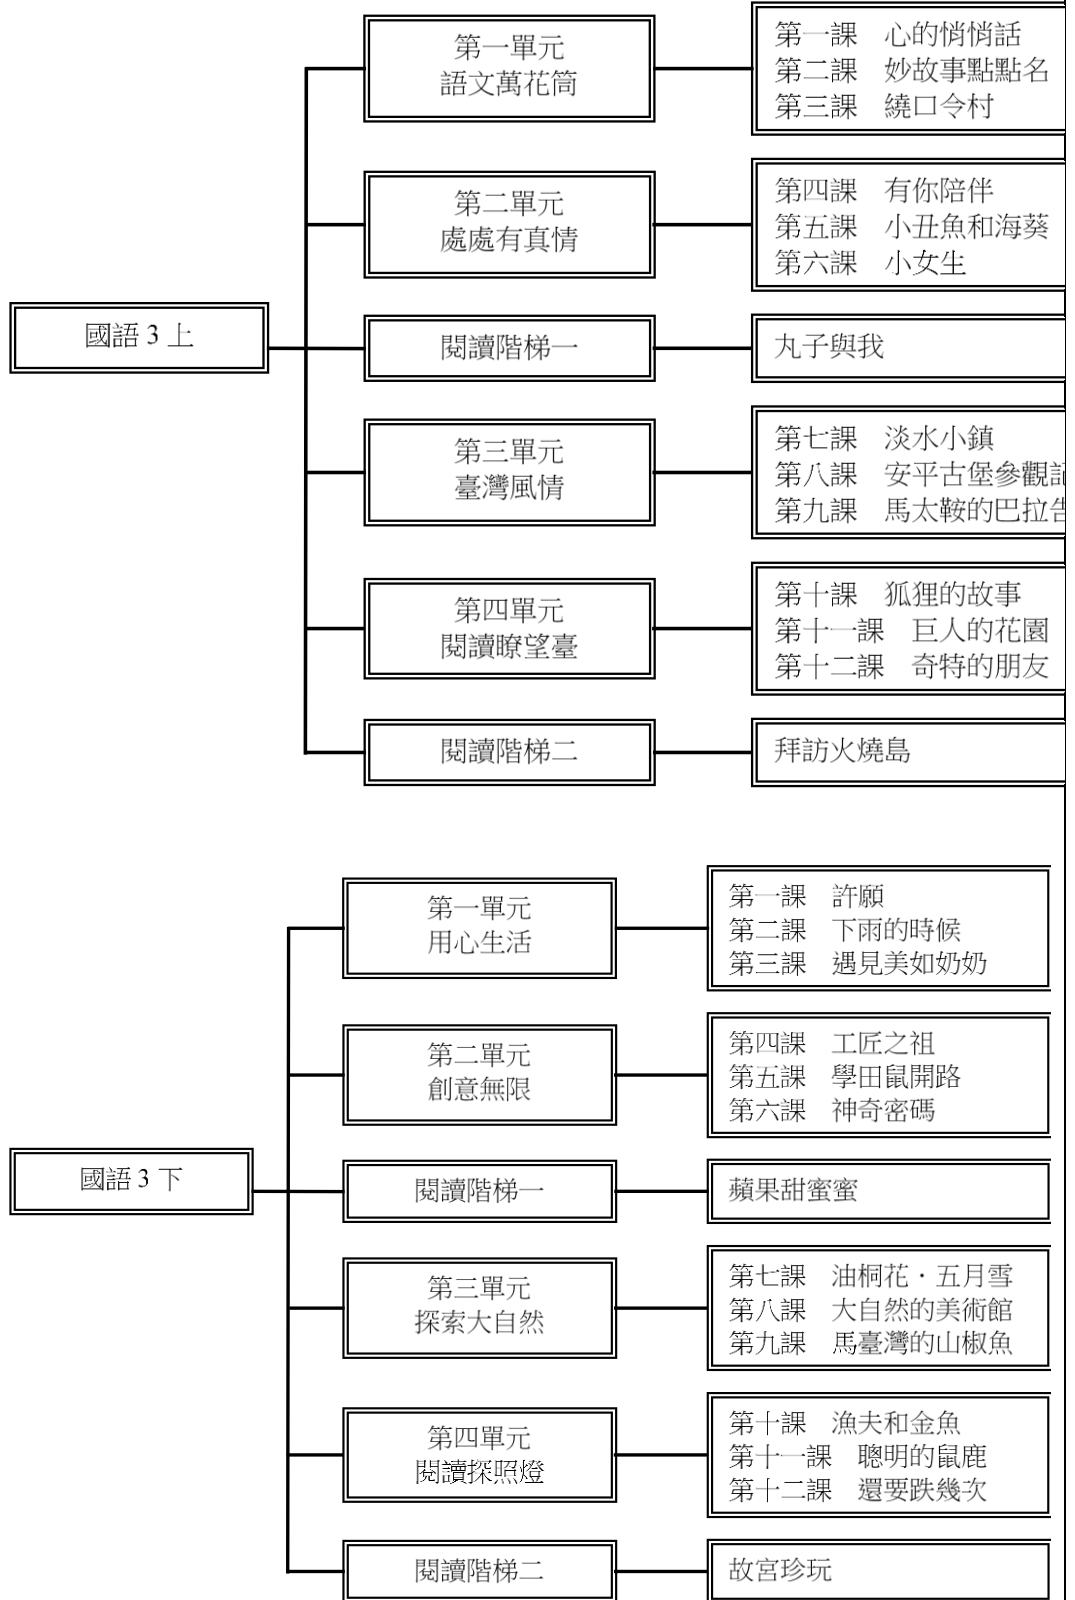 國語 3 上
第一單元
語文萬花筒
第一課　心的悄悄話
第二課　妙故事點點名
第三課　繞口令村
第二單元
處處有真情
第四課　有你陪伴
第五課　小丑魚和海葵
第六課　小女生
閱讀階梯一
丸子與我
第三單元
臺灣風情
第七課　淡水小鎮
第八課　安平古堡參觀記
第九課　馬太鞍的巴拉告
第四單元
閱讀瞭望臺
第十課　狐狸的故事
第十一課　巨人的花園
第十二課　奇特的朋友
閱讀階梯二
拜訪火燒島
國語 3 下
第一單元
用心生活
第一課　許願
第二課　下雨的時候
第三課　遇見美如奶奶
第二單元
創意無限
第四課　工匠之祖
第五課　學田鼠開路
第六課　神奇密碼
閱讀階梯一
蘋果甜蜜蜜
第三單元
探索大自然
第七課　油桐花・五月雪
第八課　大自然的美術館
第九課　馬臺灣的山椒魚
第四單元
閱讀探照燈
第十課　漁夫和金魚
第十一課　聰明的鼠鹿
第十二課　還要跌幾次
閱讀階梯二
故宮珍玩